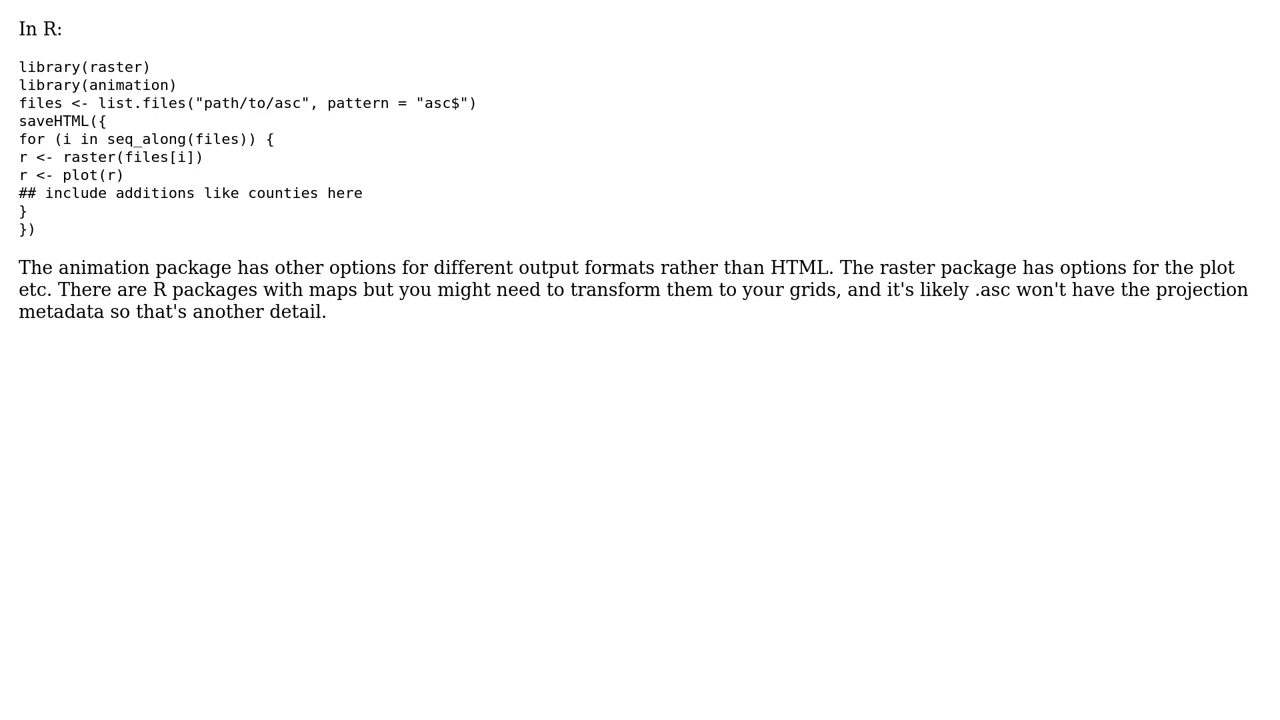 In R:
library(raster)
library(animation)
files <- list.files("path/to/asc", pattern = "asc$")
saveHTML({
for (i in seq_along(files)) {
r <- raster(files[i])
r <- plot(r)
## include additions like counties here
}
})
The animation package has other options for different output formats rather than HTML. The raster package has options for the plot
etc. There are R packages with maps but you might need to transform them to your grids, and it's likely .asc won't have the projection
metadata so that's another detail.